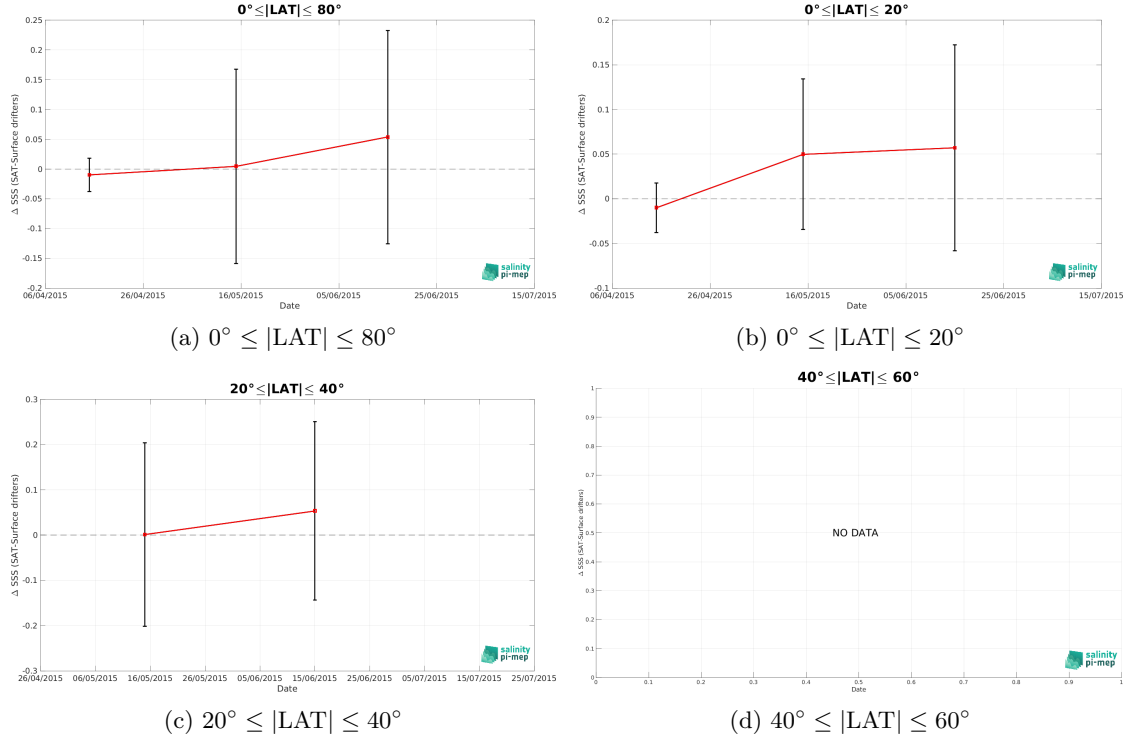 0°≤|LAT|≤ 80°
0.25
0.2
0.15
0.1
0.05
0
-0.05
-0.1
-0.15
-0.2
Δ SSS (SAT-Surface drifters)
06/04/2015 26/04/2015 16/05/2015 05/06/2015 25/06/2015 15/07/2015
Date
salinity
pi-mep
(a) 0° ≤ |LAT| ≤ 80°
0°≤|LAT|≤ 20°
0.2
0.15
0.1
0.05
0
-0.05
-0.1
Δ SSS (SAT-Surface drifters)
06/04/2015 26/04/2015 16/05/2015 05/06/2015 25/06/2015 15/07/2015
Date
salinity
pi-mep
(b) 0° ≤ |LAT| ≤ 20°
20°≤|LAT|≤ 40°
0.3
0.2
0.1
0
-0.1
-0.2
-0.3
Δ SSS (SAT-Surface drifters)
26/04/2015 06/05/2015 16/05/2015 26/05/2015 05/06/2015 15/06/2015 25/06/2015 05/07/2015 15/07/2015 25/07/2015
Date
salinity
pi-mep
(c) 20° ≤ |LAT| ≤ 40°
40°≤|LAT|≤ 60°
1
0.9
0.8
0.7
0.6
0.5
0.4
0.3
0.2
0.1
0
Δ SSS (SAT-Surface drifters)
NO DATA
0 0.1 0.2 0.3 0.4 0.5 0.6 0.7 0.8 0.9 1
Date
salinity
pi-mep
(d) 40° ≤ |LAT| ≤ 60°